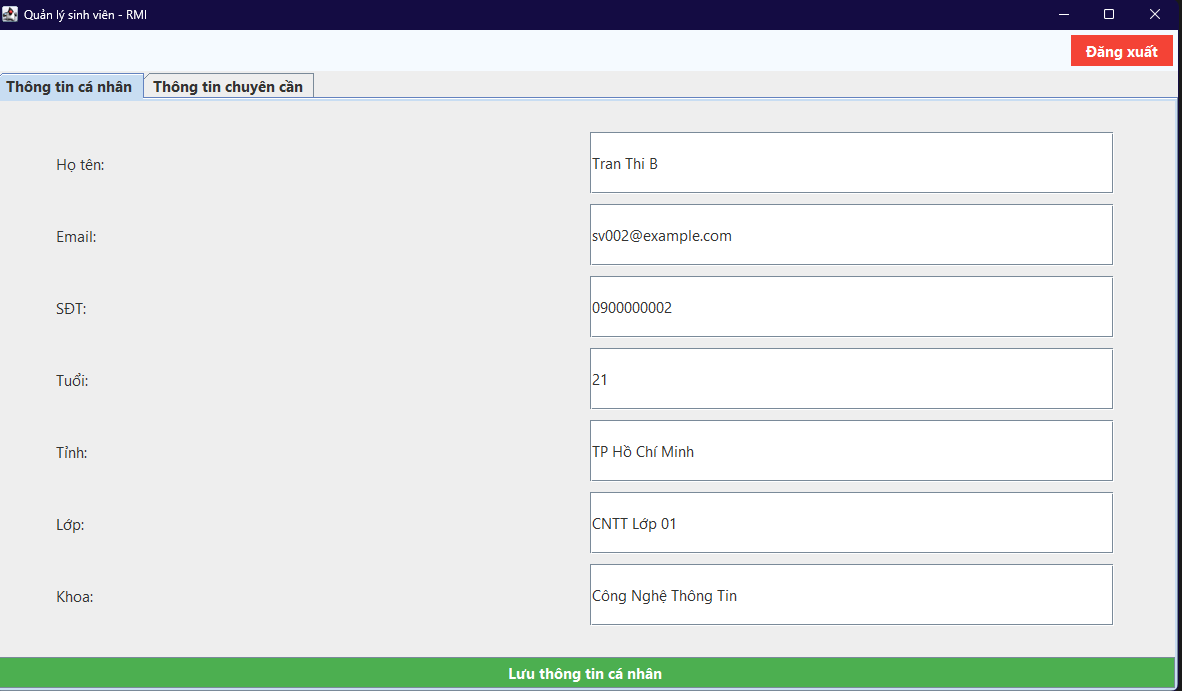 Quản lý sinh viên - RMI
Đăng xuất
Thông tin cá nhân Thông tin chuyên cần
Họ tên: Tran Thi B
Email: sv002@example.com
SĐT: 0900000002
Tuổi: 21
Tỉnh: TP Hồ Chí Minh
Lớp: CNTT Lớp 01
Khoa: Công Nghệ Thông Tin
Lưu thông tin cá nhân